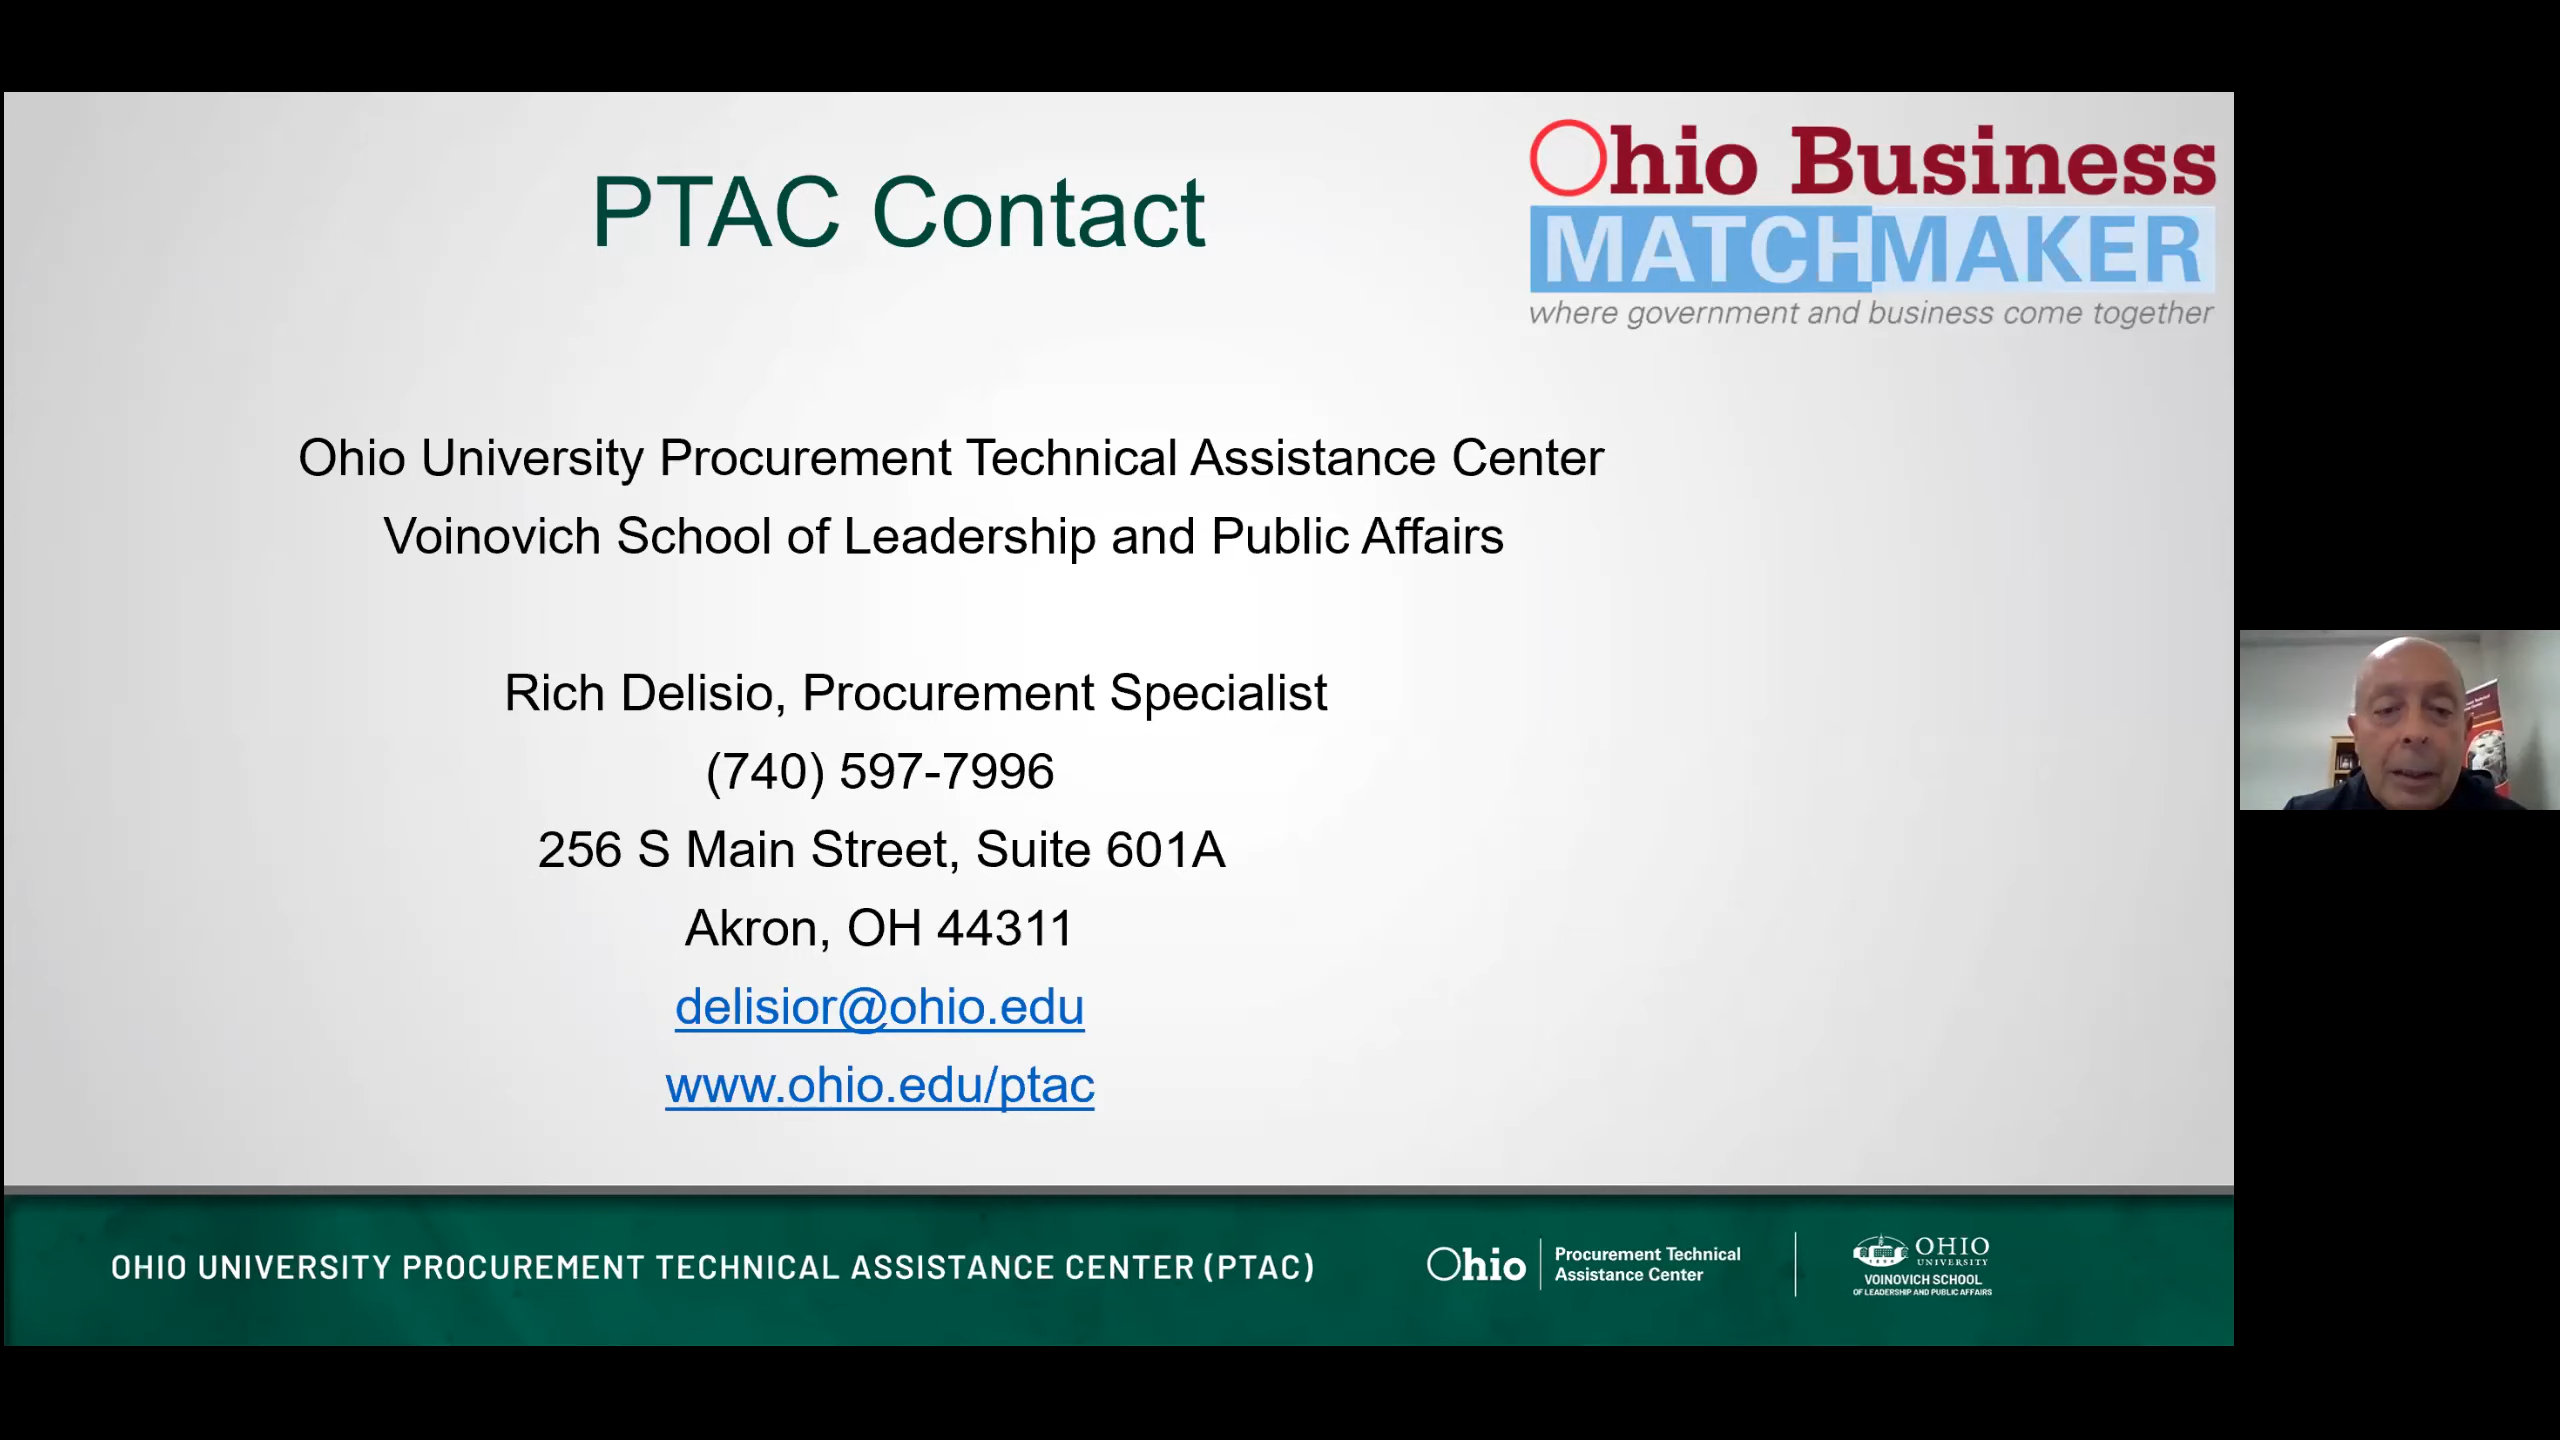 PTAC Contact
Ohio Business
MATCHMAKER
where government and business come together
Ohio University Procurement Technical Assistance Center
Voinovich School of Leadership and Public Affairs
Rich Delisio, Procurement Specialist
(740) 597-7996
256 S Main Street, Suite 601A
Akron, OH 44311
delisior@ohio.edu
www.ohio.edu/ptac
OHIO UNIVERSITY PROCUREMENT TECHNICAL ASSISTANCE CENTER (PTAC)
Ohio
Procurement Technical
Assistance Center
OHIO
UNIVERSITY
VOINOVICH SCHOOL
OF LEADERSHIP AND PUBLIC AFFAIRS